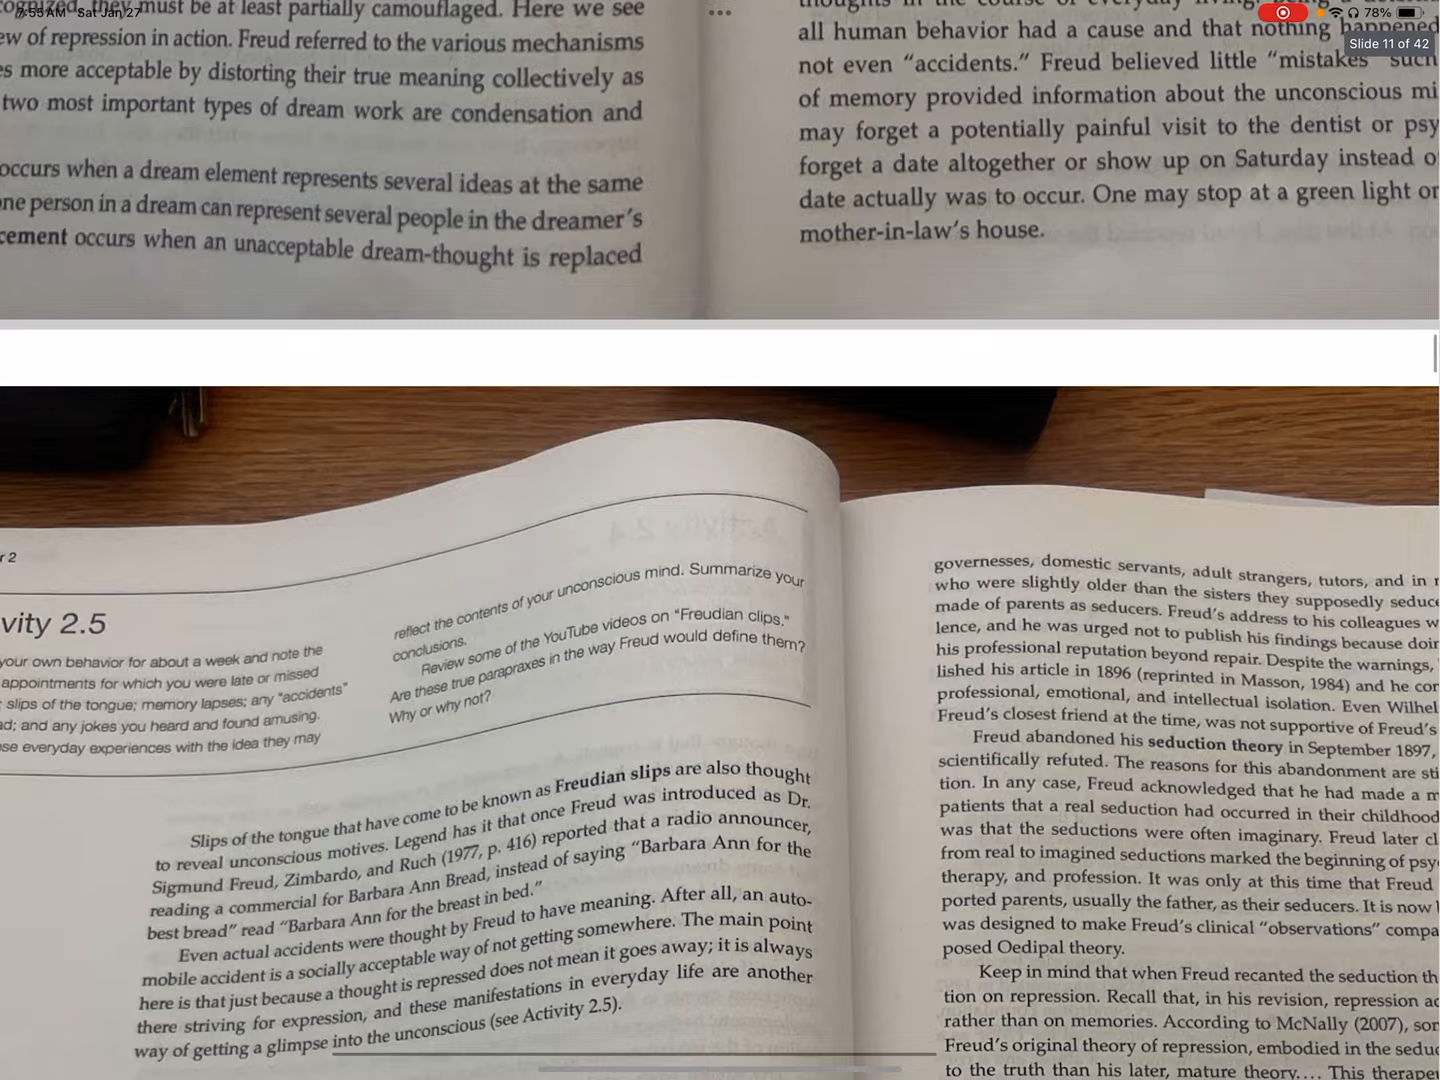 7:55 AM Sat Jan 27
78%
Slide 11 of 42
they must be at least partially camouflaged. Here we see
ew of repression in action. Freud referred to the various mechanisms
es more acceptable by distorting their true meaning collectively as
two most important types of dream work are condensation and
occurs when a dream element represents several ideas at the same
ne person in a dream can represent several people in the dreamer's
cement occurs when an unacceptable dream-thought is replaced
all human behavior had a cause and that nothing happened
not even “accidents.” Freud believed little “mistakes” such
of memory provided information about the unconscious mi
may forget a potentially painful visit to the dentist or psy
forget a date altogether or show up on Saturday instead o
date actually was to occur. One may stop at a green light or
mother-in-law's house.
r 2
vity 2.5
your own behavior for about a week and note the
appointments for which you were late or missed
; slips of the tongue; memory lapses; any “accidents”
ad; and any jokes you heard and found amusing.
se everyday experiences with the idea they may
reflect the contents of your unconscious mind. Summarize your
conclusions.
Review some of the YouTube videos on “Freudian clips.”
Are these true parapraxes in the way Freud would define them?
Why or why not?
Slips of the tongue that have come to be known as Freudian slips are also thought
to reveal unconscious motives. Legend has it that once Freud was introduced as Dr.
Sigmund Freud, Zimbardo, and Ruch (1977, p. 416) reported that a radio announcer,
reading a commercial for Barbara Ann Bread, instead of saying “Barbara Ann for the
best bread” read “Barbara Ann for the breast in bed.”
Even actual accidents were thought by Freud to have meaning. After all, an auto-
mobile accident is a socially acceptable way of not getting somewhere. The main point
here is that just because a thought is repressed does not mean it goes away; it is always
there striving for expression, and these manifestations in everyday life are another
way of getting a glimpse into the unconscious (see Activity 2.5).
governesses, domestic servants, adult strangers, tutors, and in r
who were slightly older than the sisters they supposedly seduce
made of parents as seducers. Freud's address to his colleagues w
lence, and he was urged not to publish his findings because doin
his professional reputation beyond repair. Despite the warnings,
lished his article in 1896 (reprinted in Masson, 1984) and he con
professional, emotional, and intellectual isolation. Even Wilhel
Freud's closest friend at the time, was not supportive of Freud's
Freud abandoned his seduction theory in September 1897,
scientifically refuted. The reasons for this abandonment are sti
tion. In any case, Freud acknowledged that he had made a m
patients that a real seduction had occurred in their childhood
was that the seductions were often imaginary. Freud later cl
from real to imagined seductions marked the beginning of psy
therapy, and profession. It was only at this time that Freud
ported parents, usually the father, as their seducers. It is now
was designed to make Freud's clinical “observations” compa
posed Oedipal theory.
Keep in mind that when Freud recanted the seduction th
tion on repression. Recall that, in his revision, repression ac
rather than on memories. According to McNally (2007), som
Freud's original theory of repression, embodied in the seduc
to the truth than his later, mature theory.... This therapeu